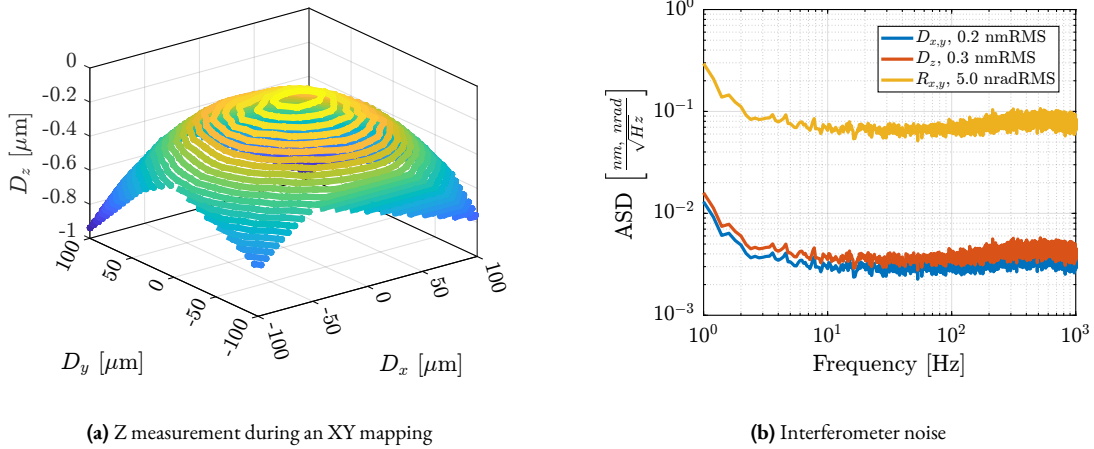 0
-0.2
-0.4
-0.6
-0.8
-1
D_z [μm]
100
50
0
-50
-100
D_y [μm]
-100
-50
0
50
100
D_x [μm]
(a) Z measurement during an XY mapping
10^0
10^-1
10^-2
10^-3
ASD [nm, nrad / √Hz]
D_{x,y}, 0.2 nmRMS
D_z, 0.3 nmRMS
R_{x,y}, 5.0 nradRMS
10^0 10^1 10^2 10^3
Frequency [Hz]
(b) Interferometer noise